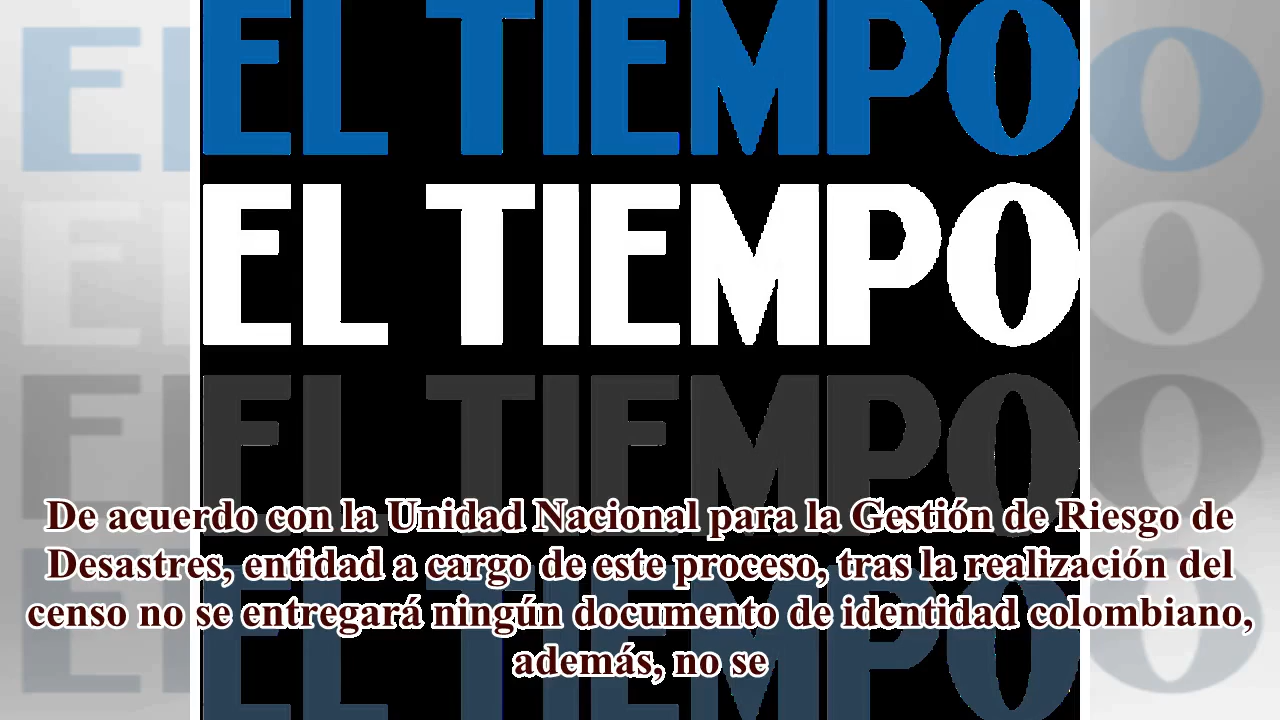 EL TIEMPO
EL TIEMPO
EL TIEMPO
EL TIEMPO
De acuerdo con la Unidad Nacional para la Gestión de Riesgo de
Desastres, entidad a cargo de este proceso, tras la realización del
censo no se entregará ningún documento de identidad colombiano,
además, no se